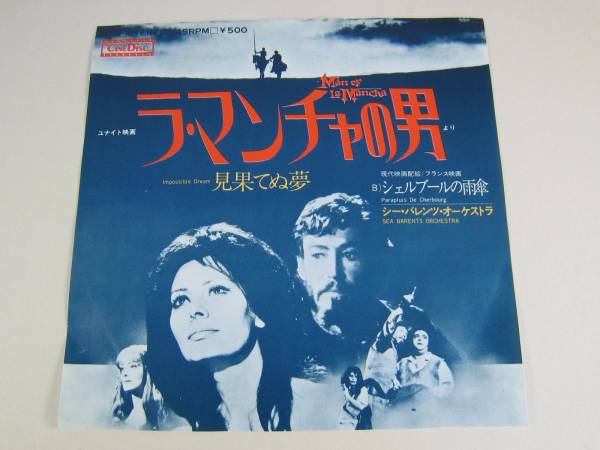 CINEDISC
45RPM□¥500
Man of
La Mancha
ラ・マンチャの男
ユナイト映画
より
Impossible Dream 見果てぬ夢
現代映画配給/フランス映画
B)シェルブールの雨傘
Parapluis De Cherbourg
シー・バレンツ・オーケストラ
SEA BARENTS ORCHESTRA